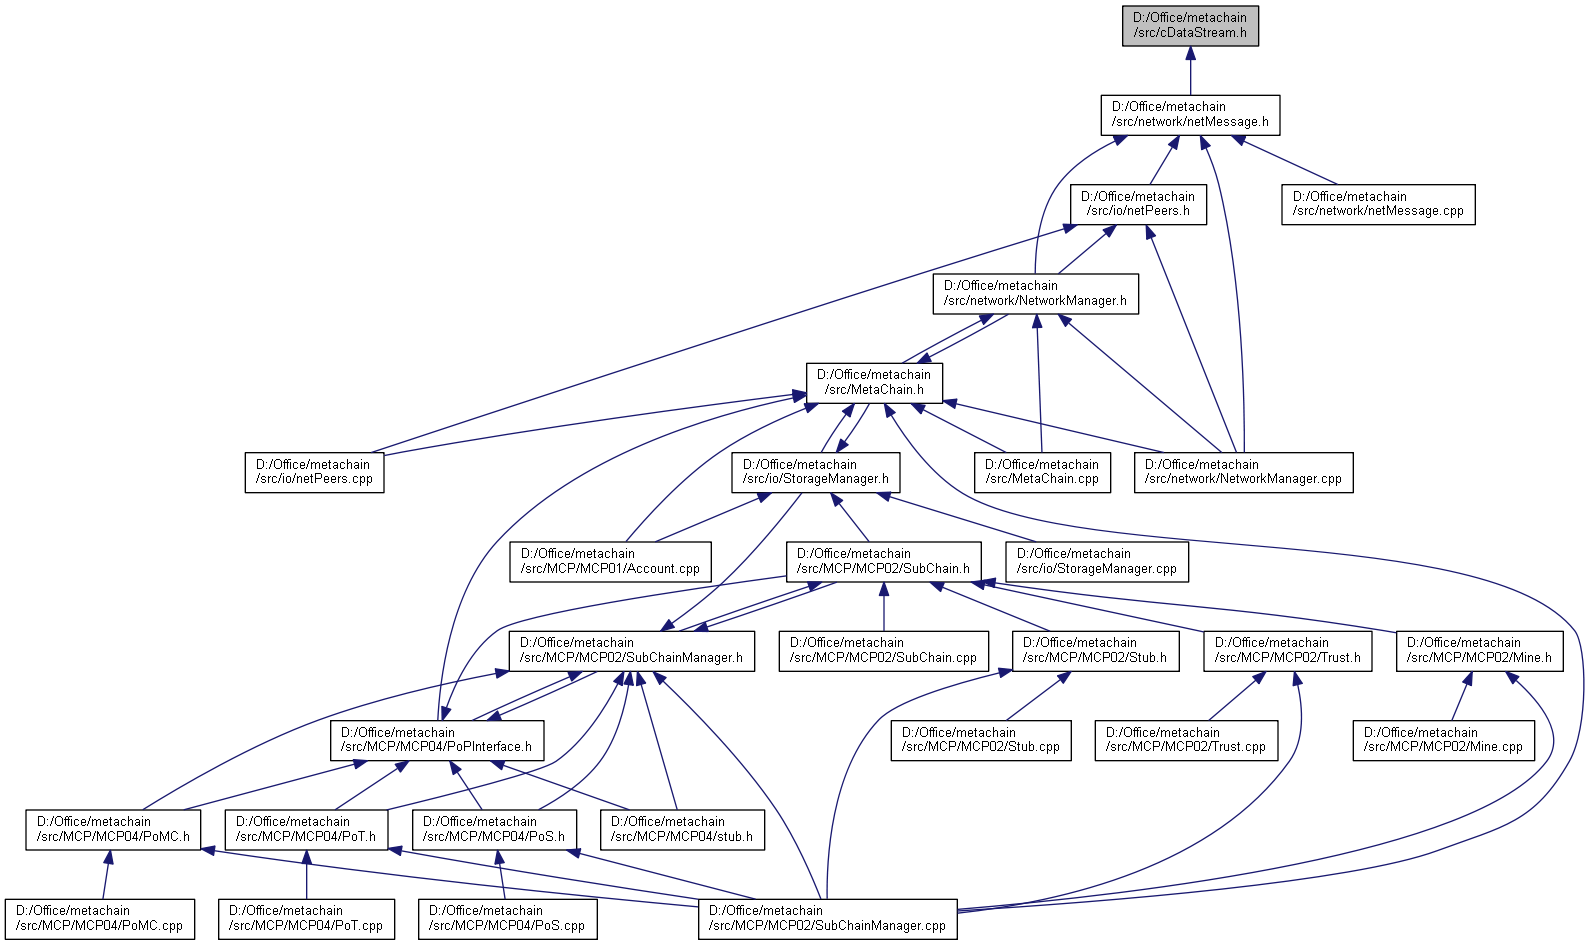 D:/Office/metachain
/src/cDataStream.h
D:/Office/metachain
/src/network/netMessage.h
D:/Office/metachain
/src/io/netPeers.h
D:/Office/metachain
/src/network/netMessage.cpp
D:/Office/metachain
/src/network/NetworkManager.h
D:/Office/metachain
/src/MetaChain.h
D:/Office/metachain
/src/io/netPeers.cpp
D:/Office/metachain
/src/io/StorageManager.h
D:/Office/metachain
/src/MetaChain.cpp
D:/Office/metachain
/src/network/NetworkManager.cpp
D:/Office/metachain
/src/MCP/MCP01/Account.cpp
D:/Office/metachain
/src/MCP/MCP02/SubChain.h
D:/Office/metachain
/src/io/StorageManager.cpp
D:/Office/metachain
/src/MCP/MCP02/SubChainManager.h
D:/Office/metachain
/src/MCP/MCP02/SubChain.cpp
D:/Office/metachain
/src/MCP/MCP02/Stub.h
D:/Office/metachain
/src/MCP/MCP02/Trust.h
D:/Office/metachain
/src/MCP/MCP02/Mine.h
D:/Office/metachain
/src/MCP/MCP04/PoPInterface.h
D:/Office/metachain
/src/MCP/MCP02/Stub.cpp
D:/Office/metachain
/src/MCP/MCP02/Trust.cpp
D:/Office/metachain
/src/MCP/MCP02/Mine.cpp
D:/Office/metachain
/src/MCP/MCP04/PoMC.h
D:/Office/metachain
/src/MCP/MCP04/PoT.h
D:/Office/metachain
/src/MCP/MCP04/PoS.h
D:/Office/metachain
/src/MCP/MCP04/stub.h
D:/Office/metachain
/src/MCP/MCP04/PoMC.cpp
D:/Office/metachain
/src/MCP/MCP04/PoT.cpp
D:/Office/metachain
/src/MCP/MCP04/PoS.cpp
D:/Office/metachain
/src/MCP/MCP02/SubChainManager.cpp